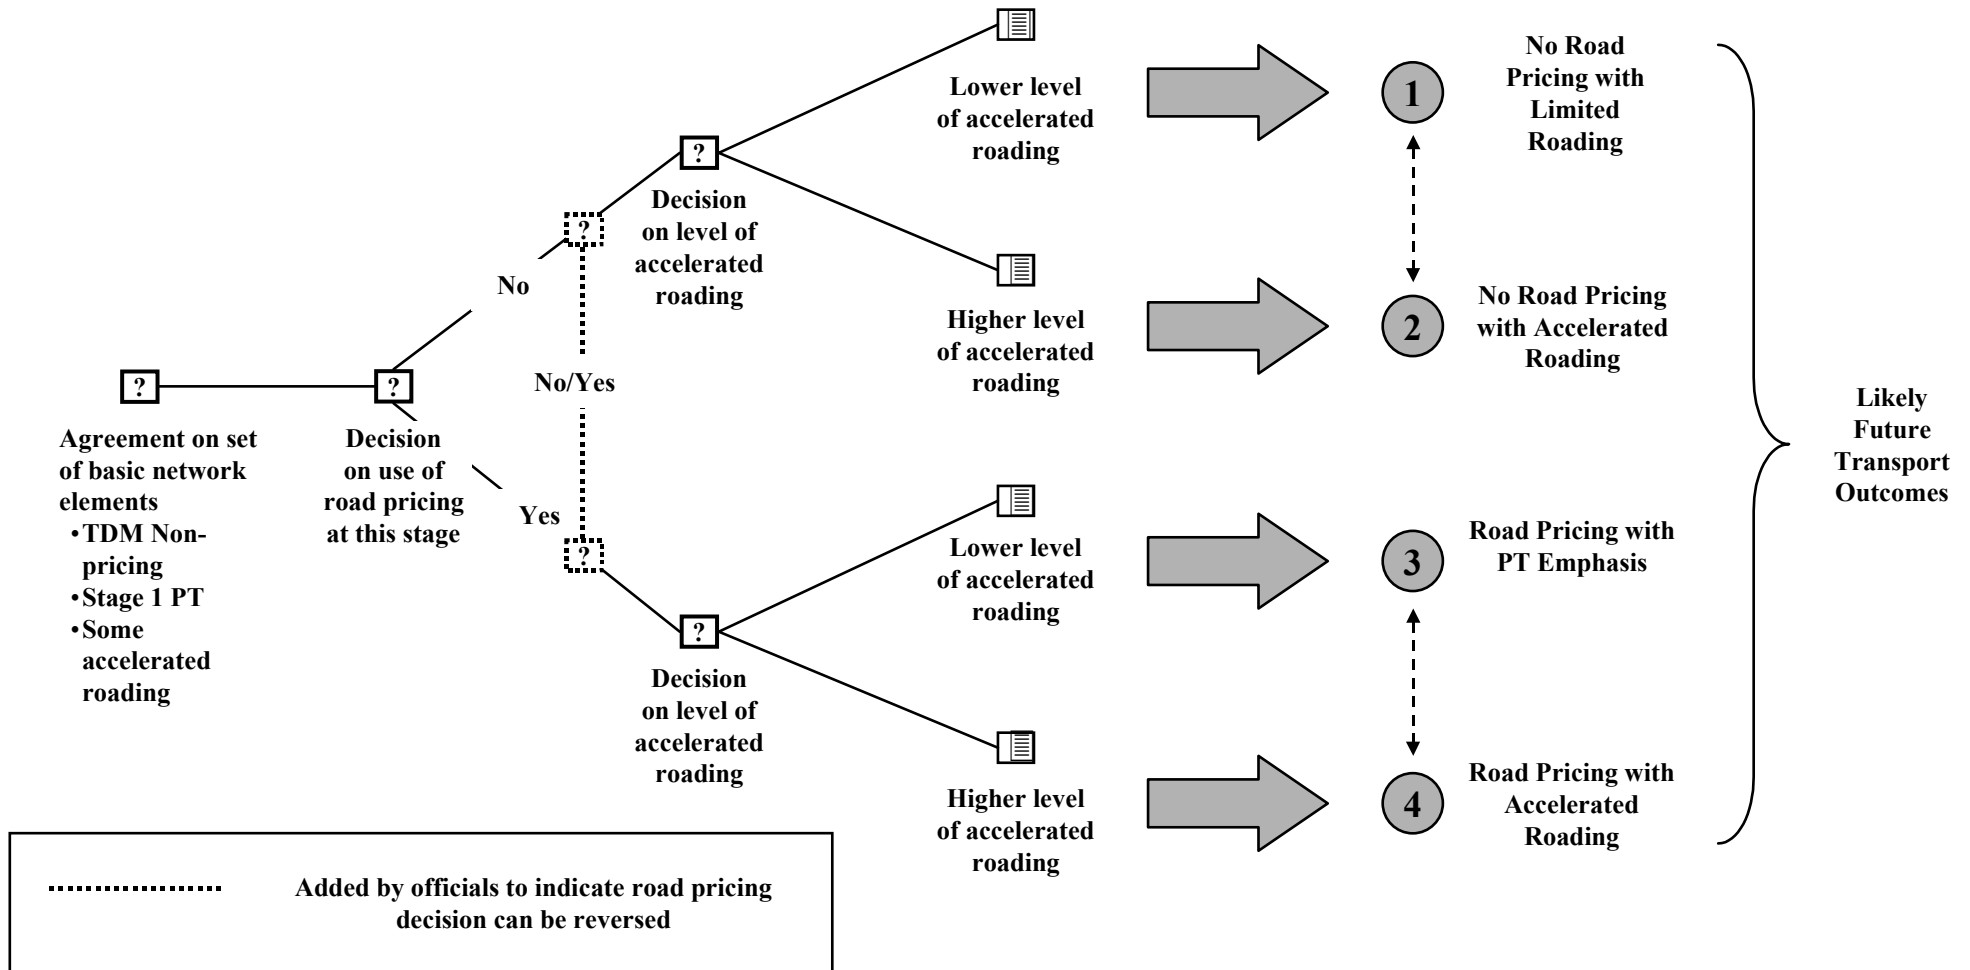 ?
Agreement on set
of basic network
elements
•TDM Non-
pricing
•Stage 1 PT
•Some
accelerated
roading
?
Decision
on use of
road pricing
at this stage
No
Yes
?
No/Yes
?
?
Decision
on level of
accelerated
roading
?
Decision
on level of
accelerated
roading
Lower level
of accelerated
roading
Higher level
of accelerated
roading
Lower level
of accelerated
roading
Higher level
of accelerated
roading
1
No Road
Pricing with
Limited
Roading
2
No Road Pricing
with Accelerated
Roading
3
Road Pricing with
PT Emphasis
4
Road Pricing with
Accelerated
Roading
Likely
Future
Transport
Outcomes
Added by officials to indicate road pricing
decision can be reversed